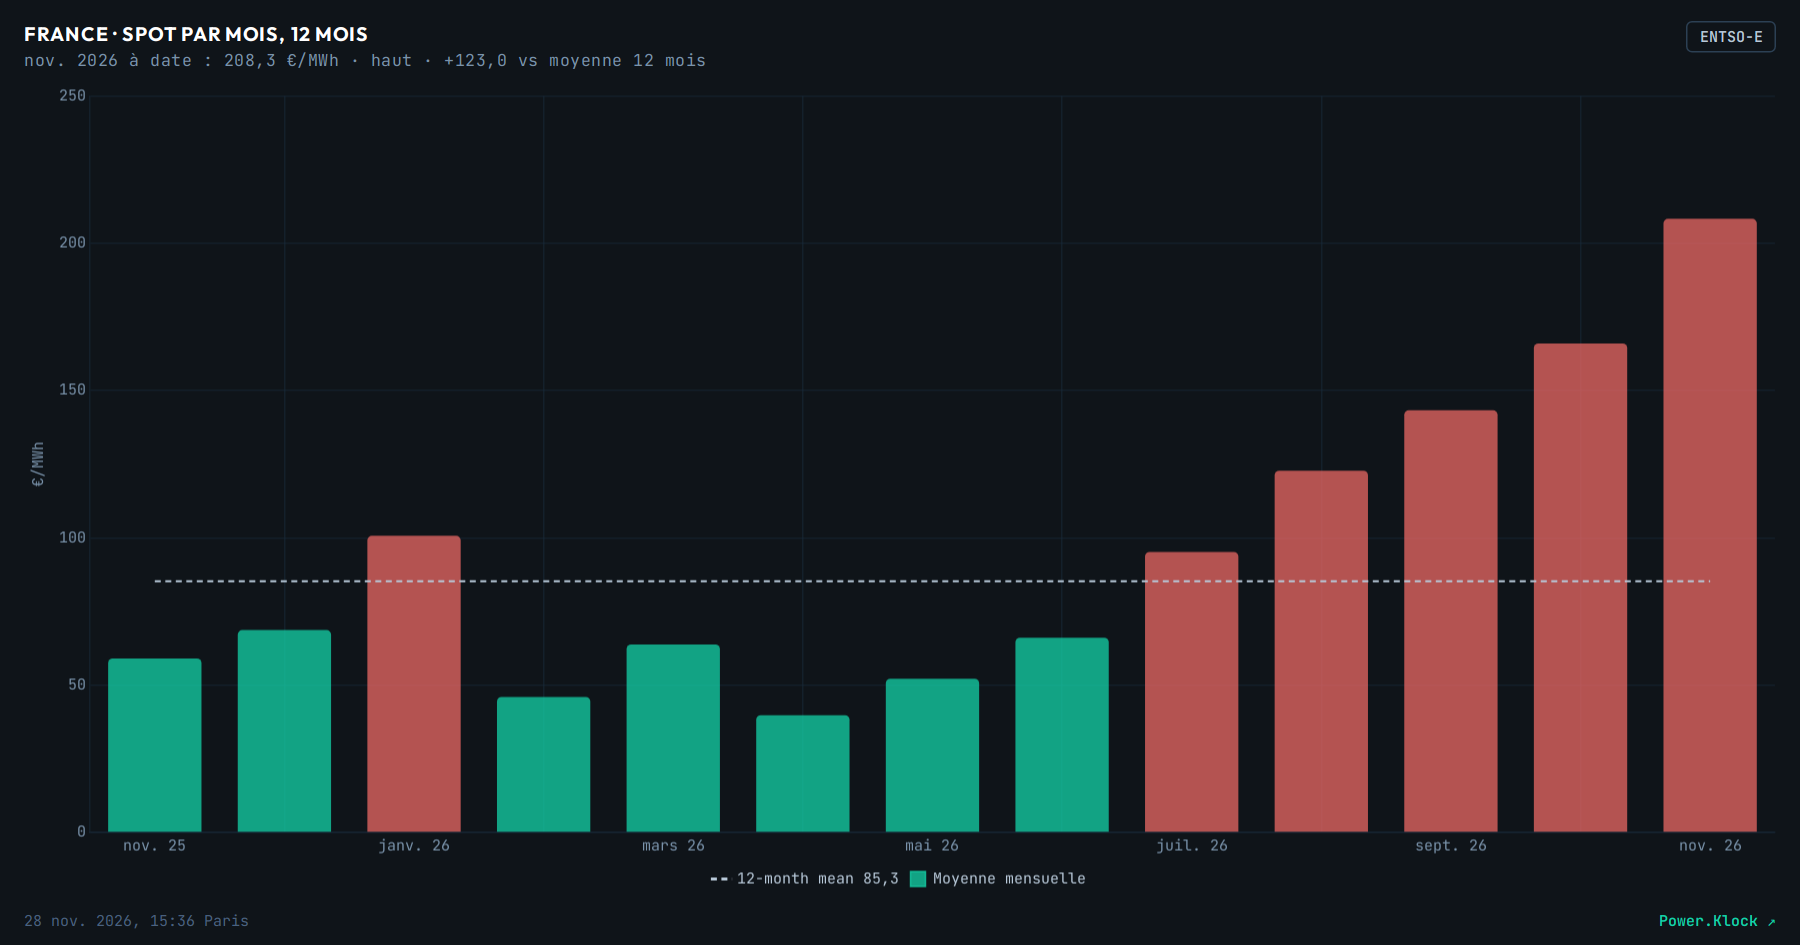 FRANCE · SPOT PAR MOIS, 12 MOIS
ENTSO-E
nov. 2026 à date : 208,3 €/MWh · haut · +123,0 vs moyenne 12 mois
250
200
150
100
50
0
€/MWh
nov. 25 janv. 26 mars 26 mai 26 juil. 26 sept. 26 nov. 26
12-month mean 85,3 Moyenne mensuelle
28 nov. 2026, 15:36 Paris
Power.Klock ↗